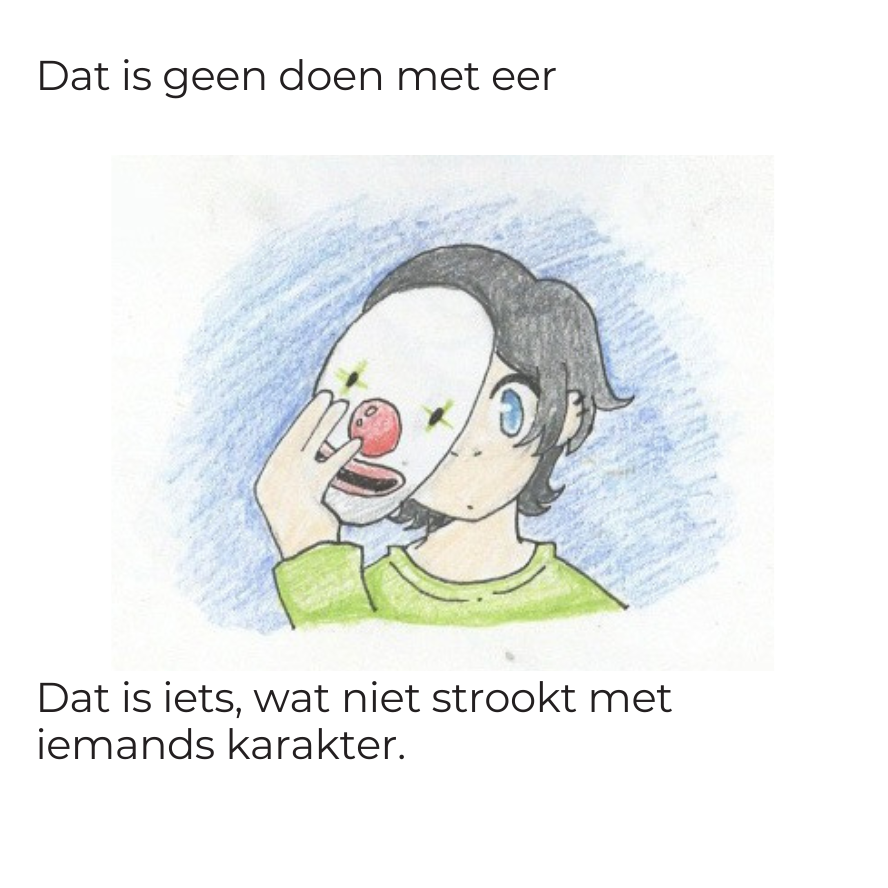 Dat is geen doen met eer
Dat is iets, wat niet strookt met
iemands karakter.